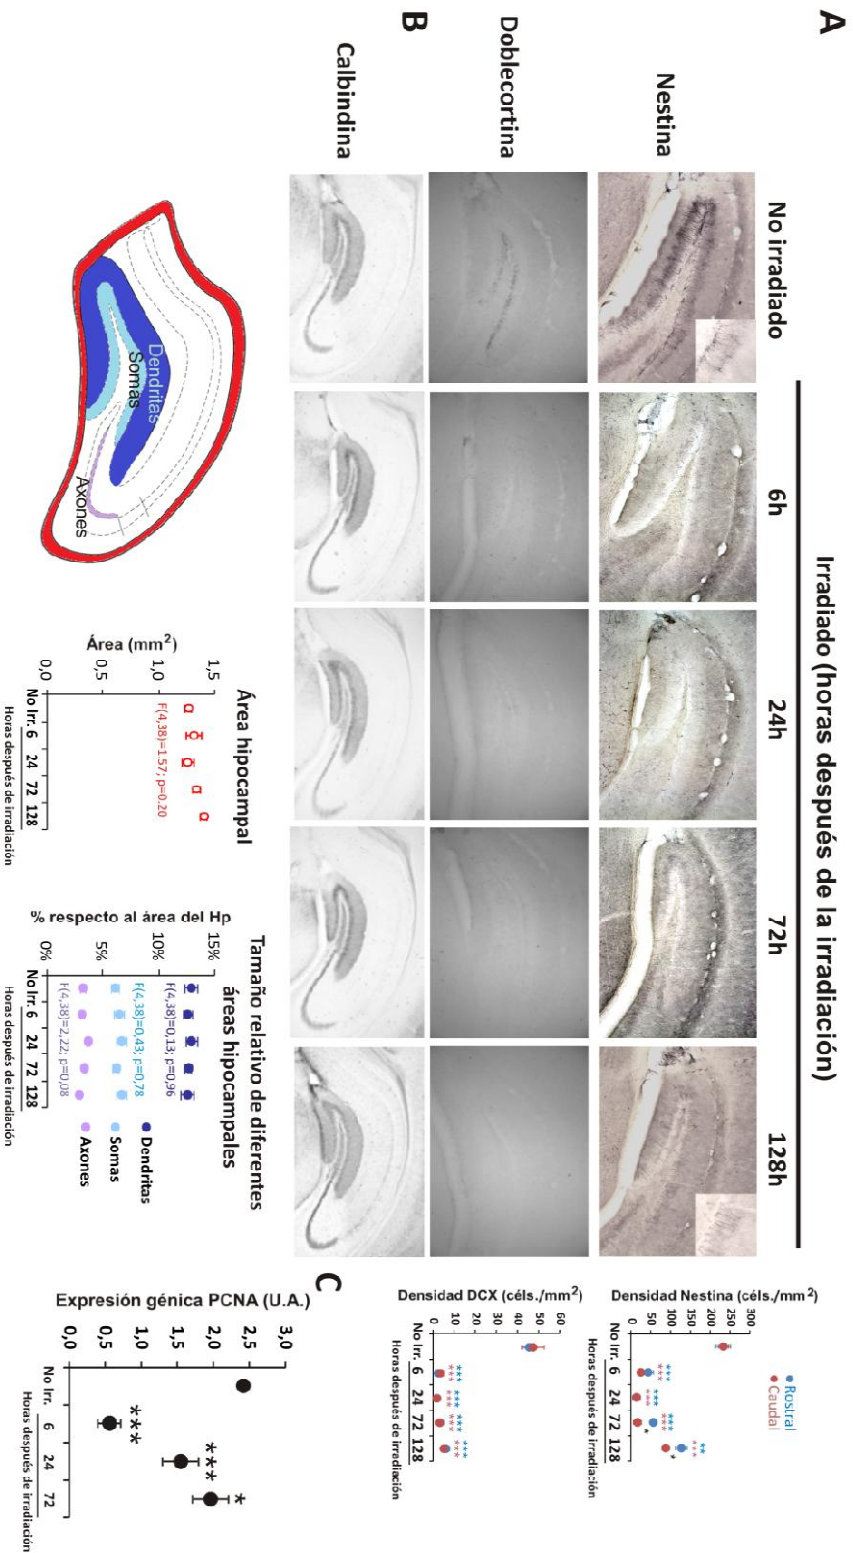 A
Irradiado (horas después de la irradiación)
No irradiado
6h
24h
72h
128h
Nestina
Doblecortina
Densidad Nestina (céls./mm²)
300
250
200
150
100
50
0
No Irr. 6 24 72 128
Horas después de irradiación
Rostral
Caudal
*** *** *** *** *** *** * ** *** *
Densidad DCX (céls./mm²)
60
50
40
30
20
10
0
No Irr. 6 24 72 128
Horas después de irradiación
*** *** *** *** *** *** *** ***
B
Calbindina
Dendritas
Somas
Axones
Área hipocampal
Área (mm²)
1,5
1,0
0,5
0,0
F(4,38)=1.57; p=0.20
No Irr. 6 24 72 128
Horas después de irradiación
Tamaño relativo de diferentes
áreas hipocampales
% respecto al área del Hp
15%
10%
5%
0%
F(4,38)=0,13; p=0,96
F(4,38)=0,43; p=0,78
F(4,38)=2,22; p=0,08
No Irr. 6 24 72 128
Horas después de irradiación
Dendritas
Somas
Axones
C
Expresión génica PCNA (U.A.)
3,0
2,5
2,0
1,5
1,0
0,5
0,0
***
***
*
No Irr. 6 24 72
Horas después de irradiación